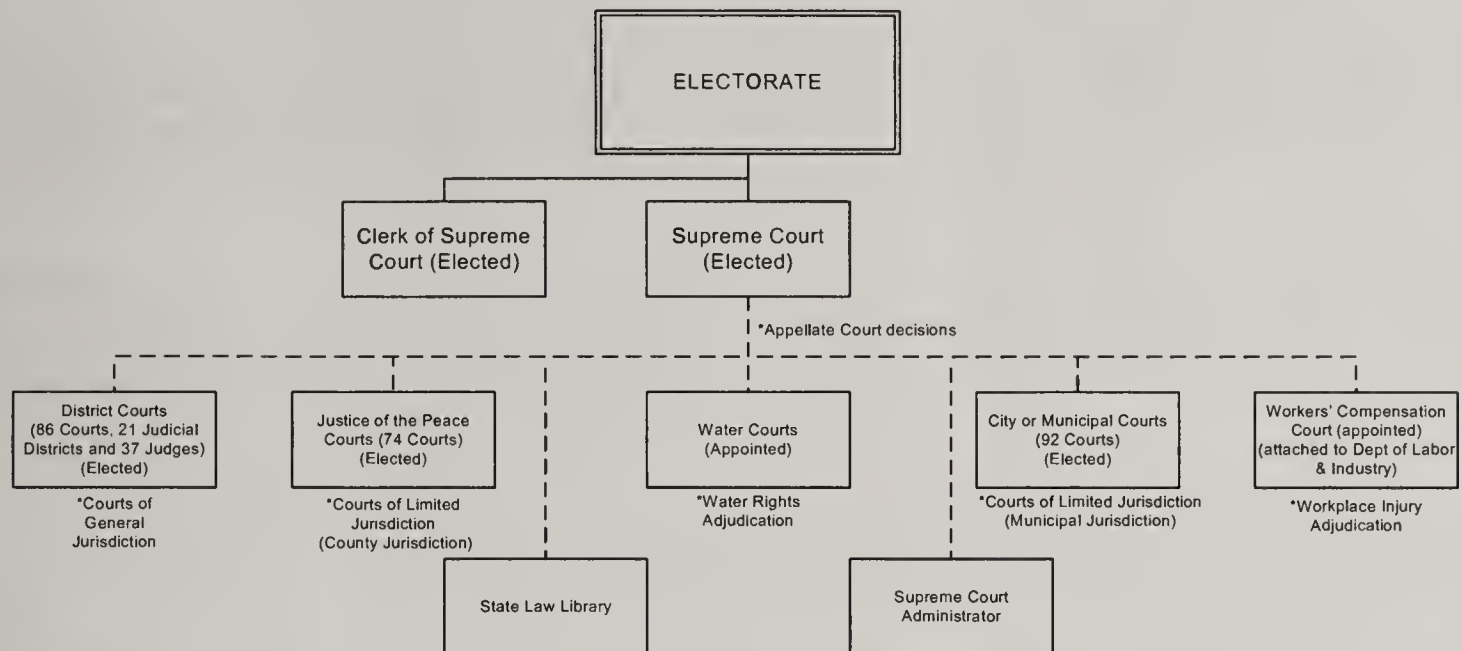 ELECTORATE
Clerk of Supreme
Court (Elected)
Supreme Court
(Elected)
*Appellate Court decisions
District Courts
(86 Courts, 21 Judicial
Districts and 37 Judges)
(Elected)
*Courts of
General
Jurisdiction
Justice of the Peace
Courts (74 Courts)
(Elected)
*Courts of Limited
Jurisdiction
(County Jurisdiction)
Water Courts
(Appointed)
*Water Rights
Adjudication
City or Municipal Courts
(92 Courts)
(Elected)
*Courts of Limited Jurisdiction
(Municipal Jurisdiction)
Workers' Compensation
Court (appointed)
(attached to Dept of Labor
& Industry)
*Workplace Injury
Adjudication
State Law Library
Supreme Court
Administrator